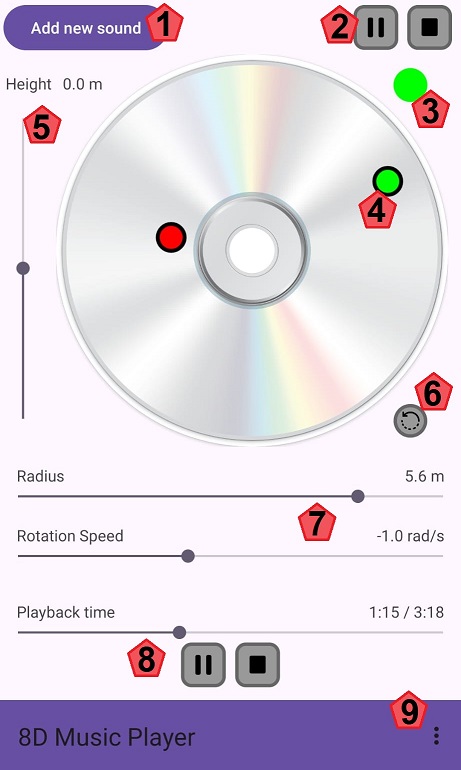 Add new sound 1
2
Height 0.0 m
3
5
4
6
Radius 5.6 m
7
Rotation Speed -1.0 rad/s
Playback time 1:15 / 3:18
8
9
8D Music Player